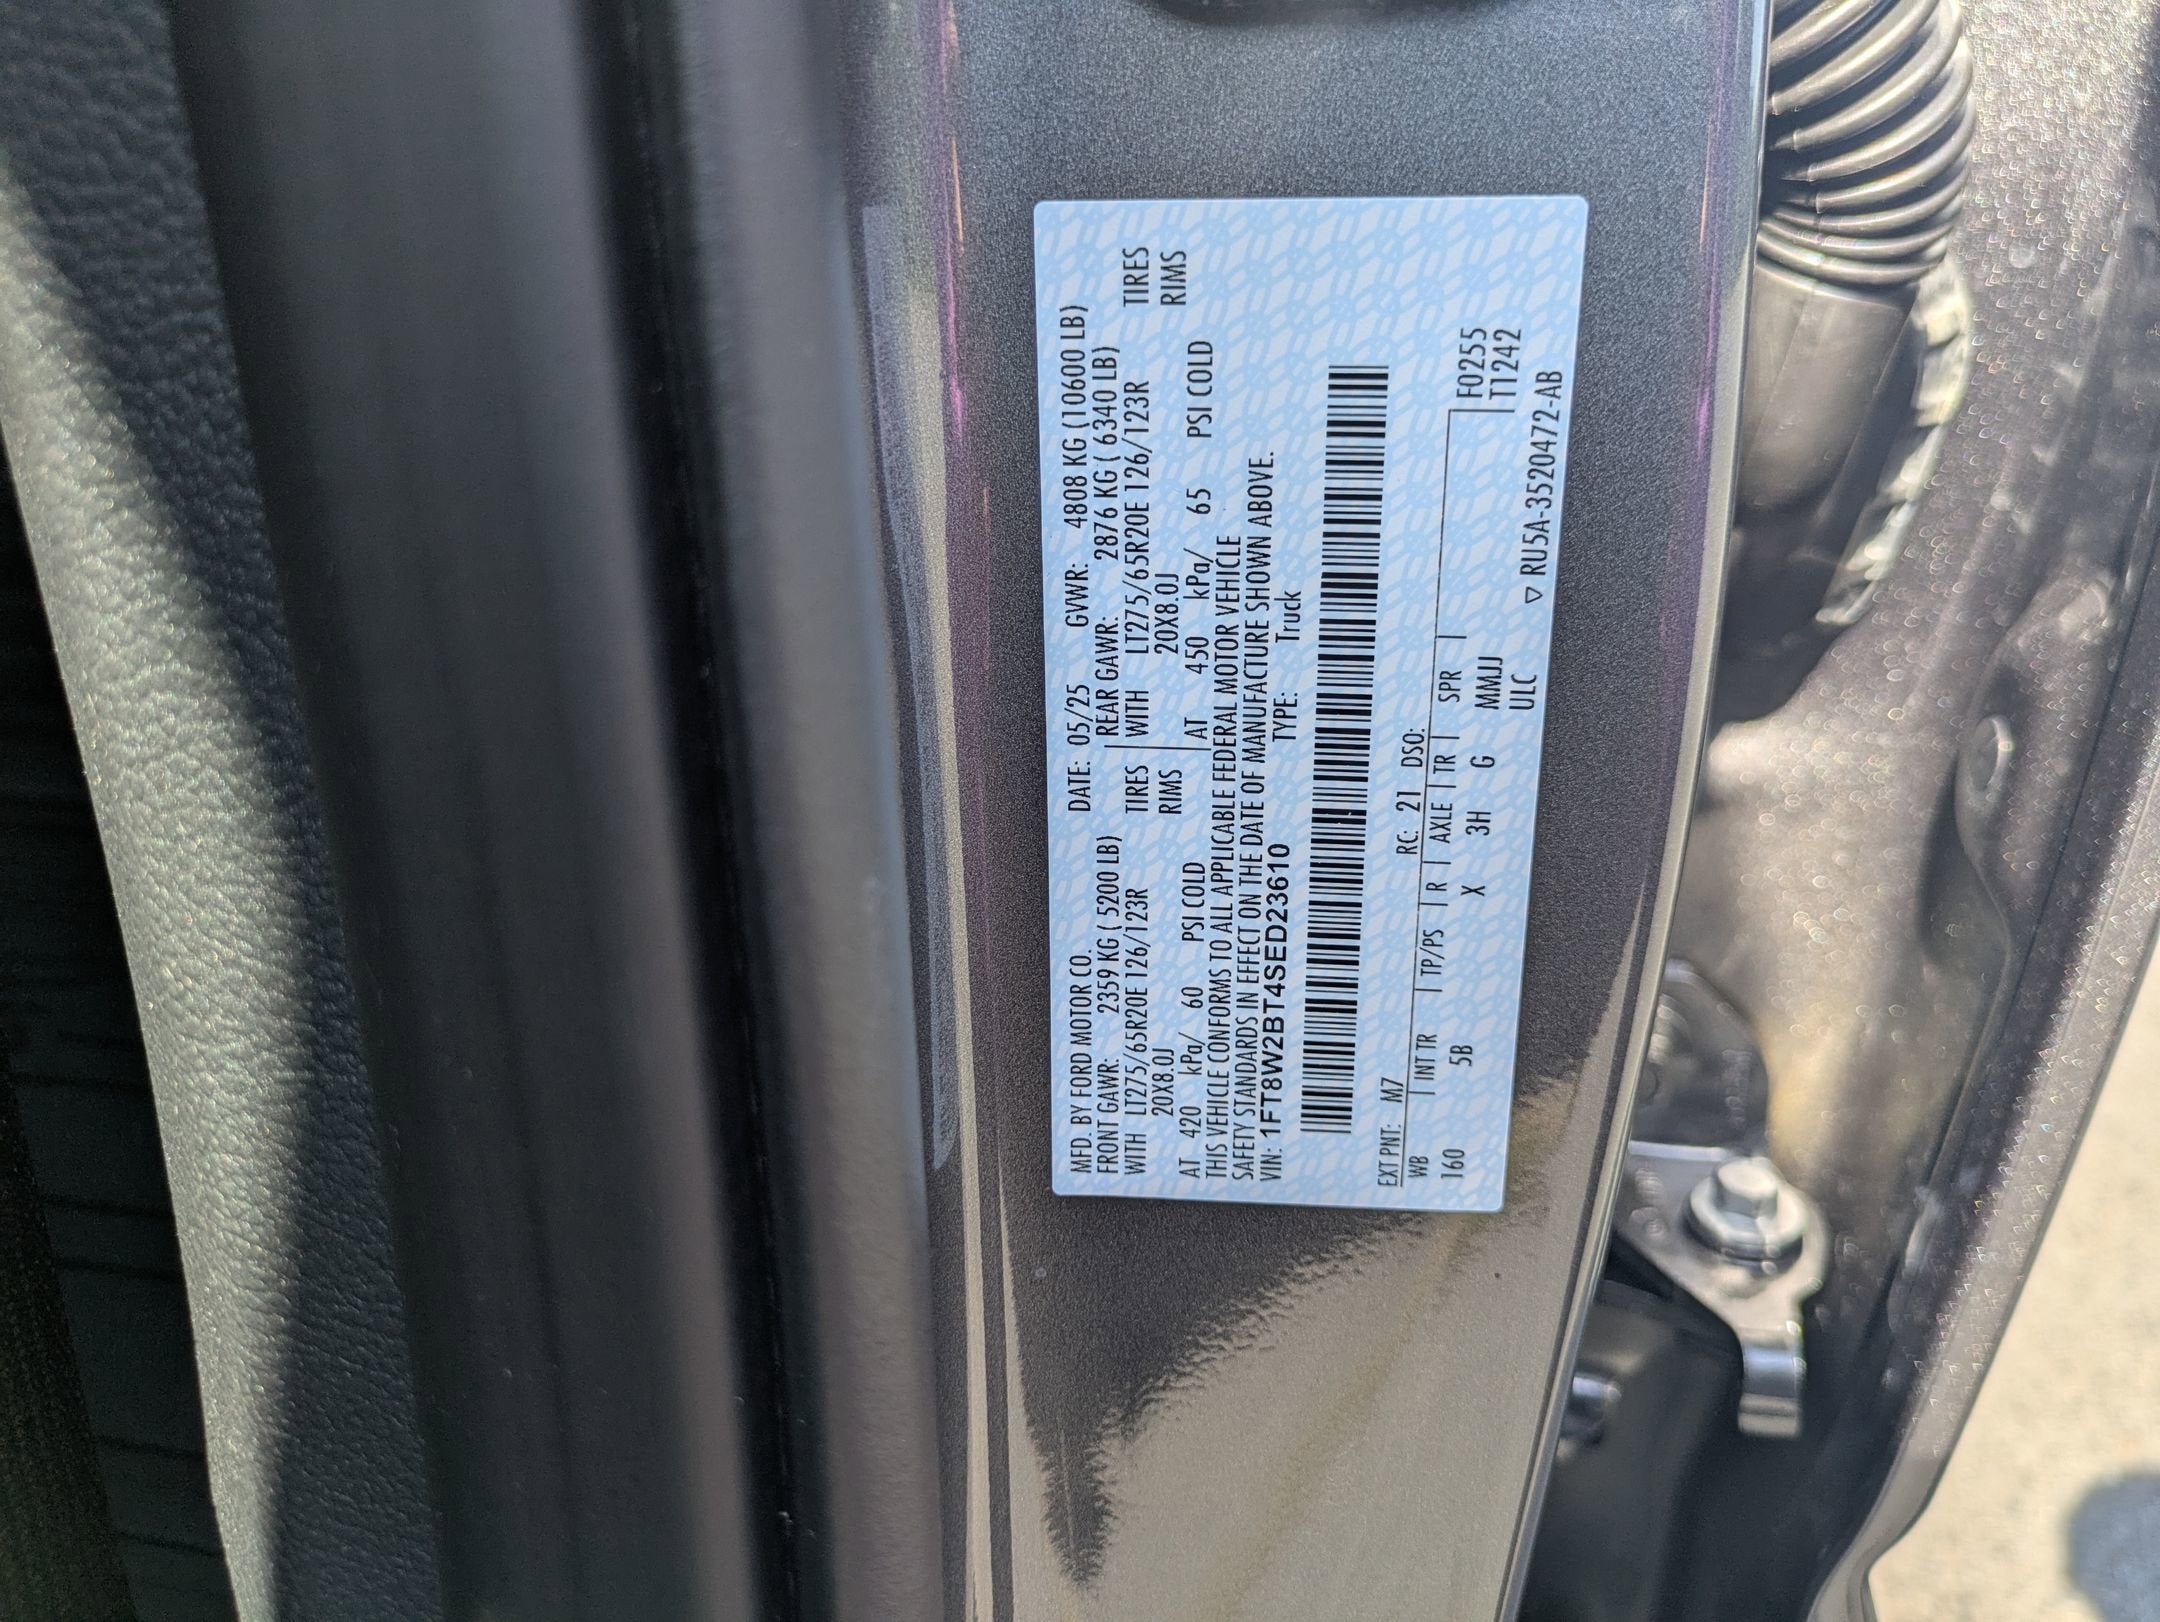 MFD. BY FORD MOTOR CO. DATE: 05/25 GVWR: 4808 KG (10600 LB)
FRONT GAWR: 2359 KG ( 5200 LB) REAR GAWR: 2876 KG ( 6340 LB)
WITH LT275/65R20E 126/123R TIRES WITH LT275/65R20E 126/123R TIRES
20X8.0J RIMS 20X8.0J RIMS
AT 420 kPa/ 60 PSI COLD AT 450 kPa/ 65 PSI COLD
THIS VEHICLE CONFORMS TO ALL APPLICABLE FEDERAL MOTOR VEHICLE
SAFETY STANDARDS IN EFFECT ON THE DATE OF MANUFACTURE SHOWN ABOVE.
VIN: 1FT8W2BT4SED23610 TYPE: Truck
EXT PNT: M7 RC: 21 DSO:
WB INT TR TP/PS R AXLE TR SPR F0255
160 5B X 3H G MMJJ T1242
ULC ▽ RU5A-3520472-AB